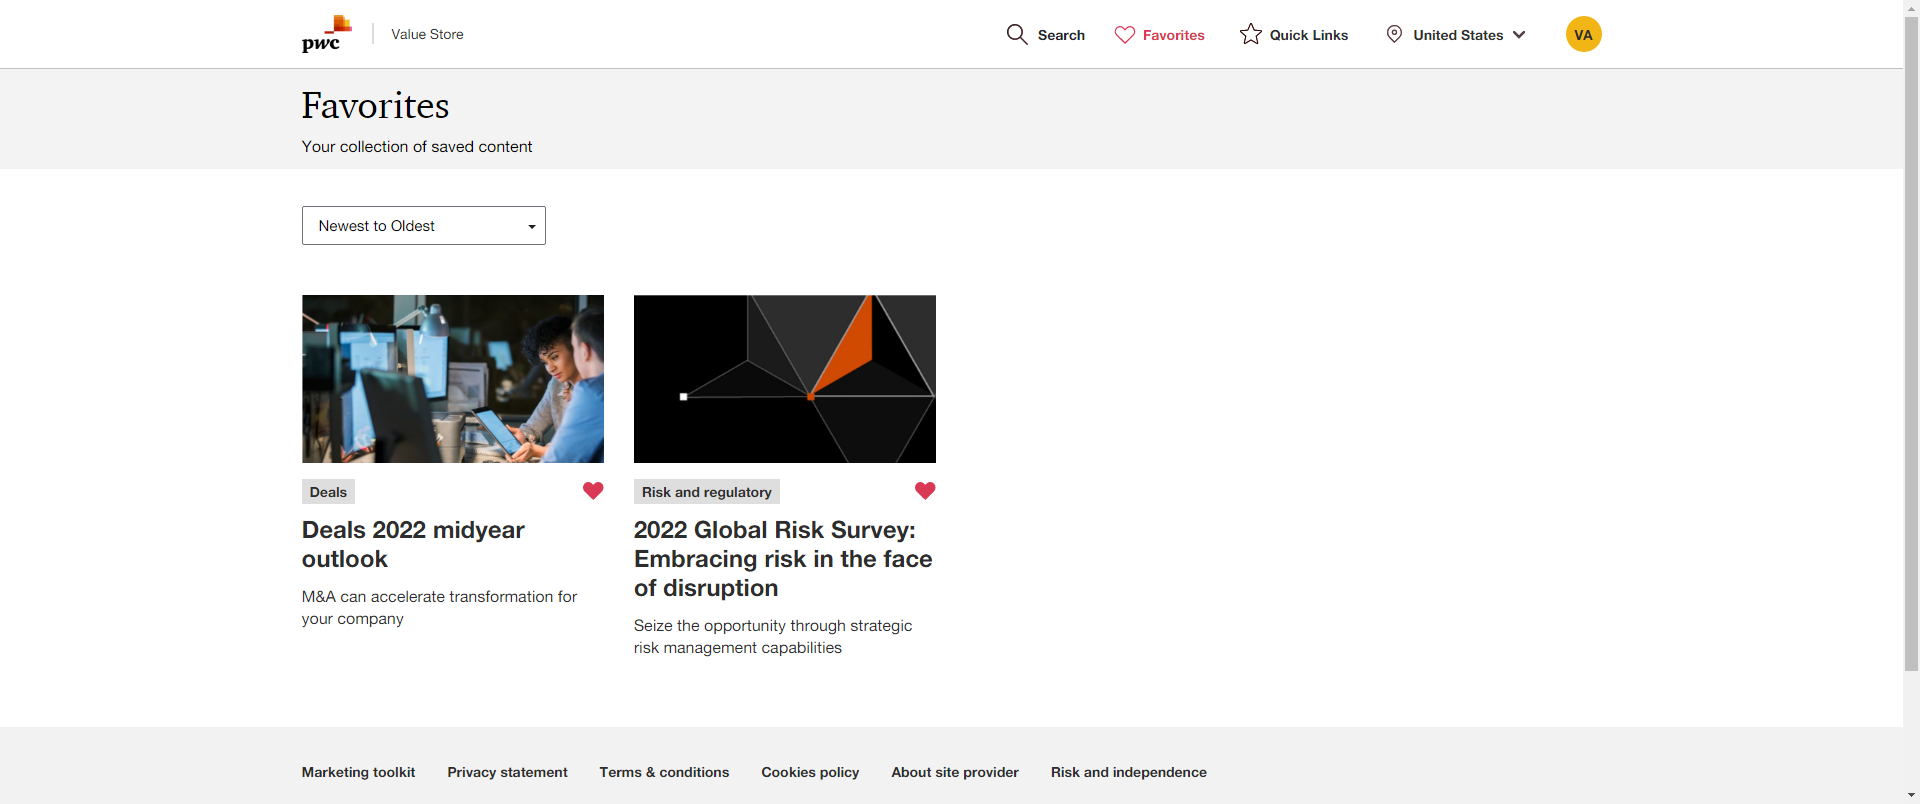 pwc
Value Store
Search
Favorites
Quick Links
United States
VA
Favorites
Your collection of saved content
Newest to Oldest
Deals
Deals 2022 midyear
outlook
M&A can accelerate transformation for
your company
Risk and regulatory
2022 Global Risk Survey:
Embracing risk in the face
of disruption
Seize the opportunity through strategic
risk management capabilities
Marketing toolkit
Privacy statement
Terms & conditions
Cookies policy
About site provider
Risk and independence